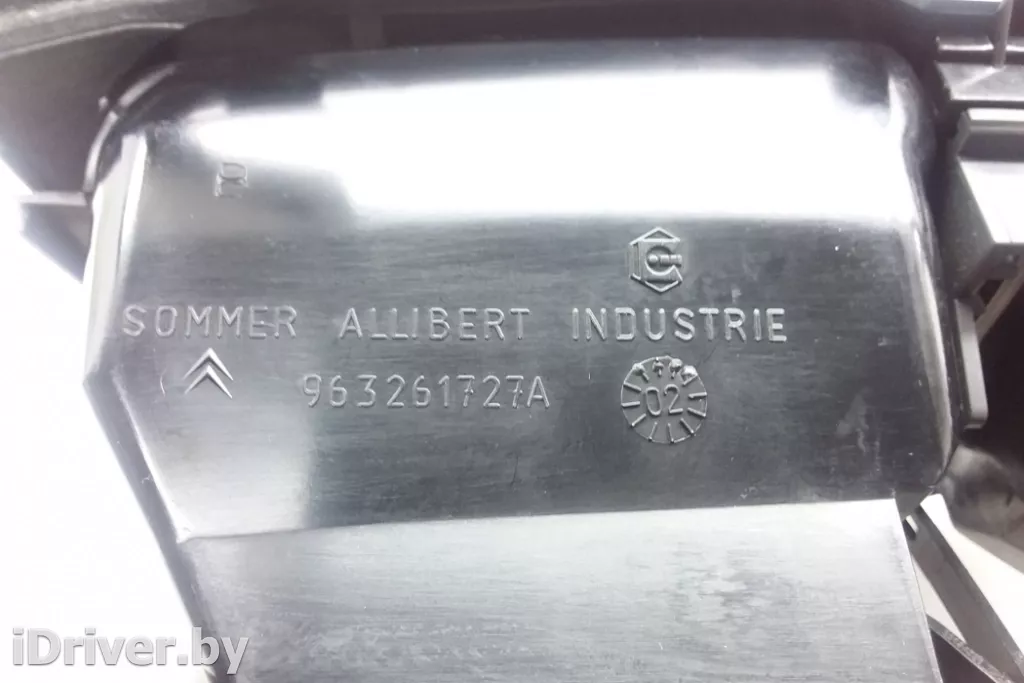 SOMMER ALLIBERT INDUSTRIE
963261727A
02
iDriver.by